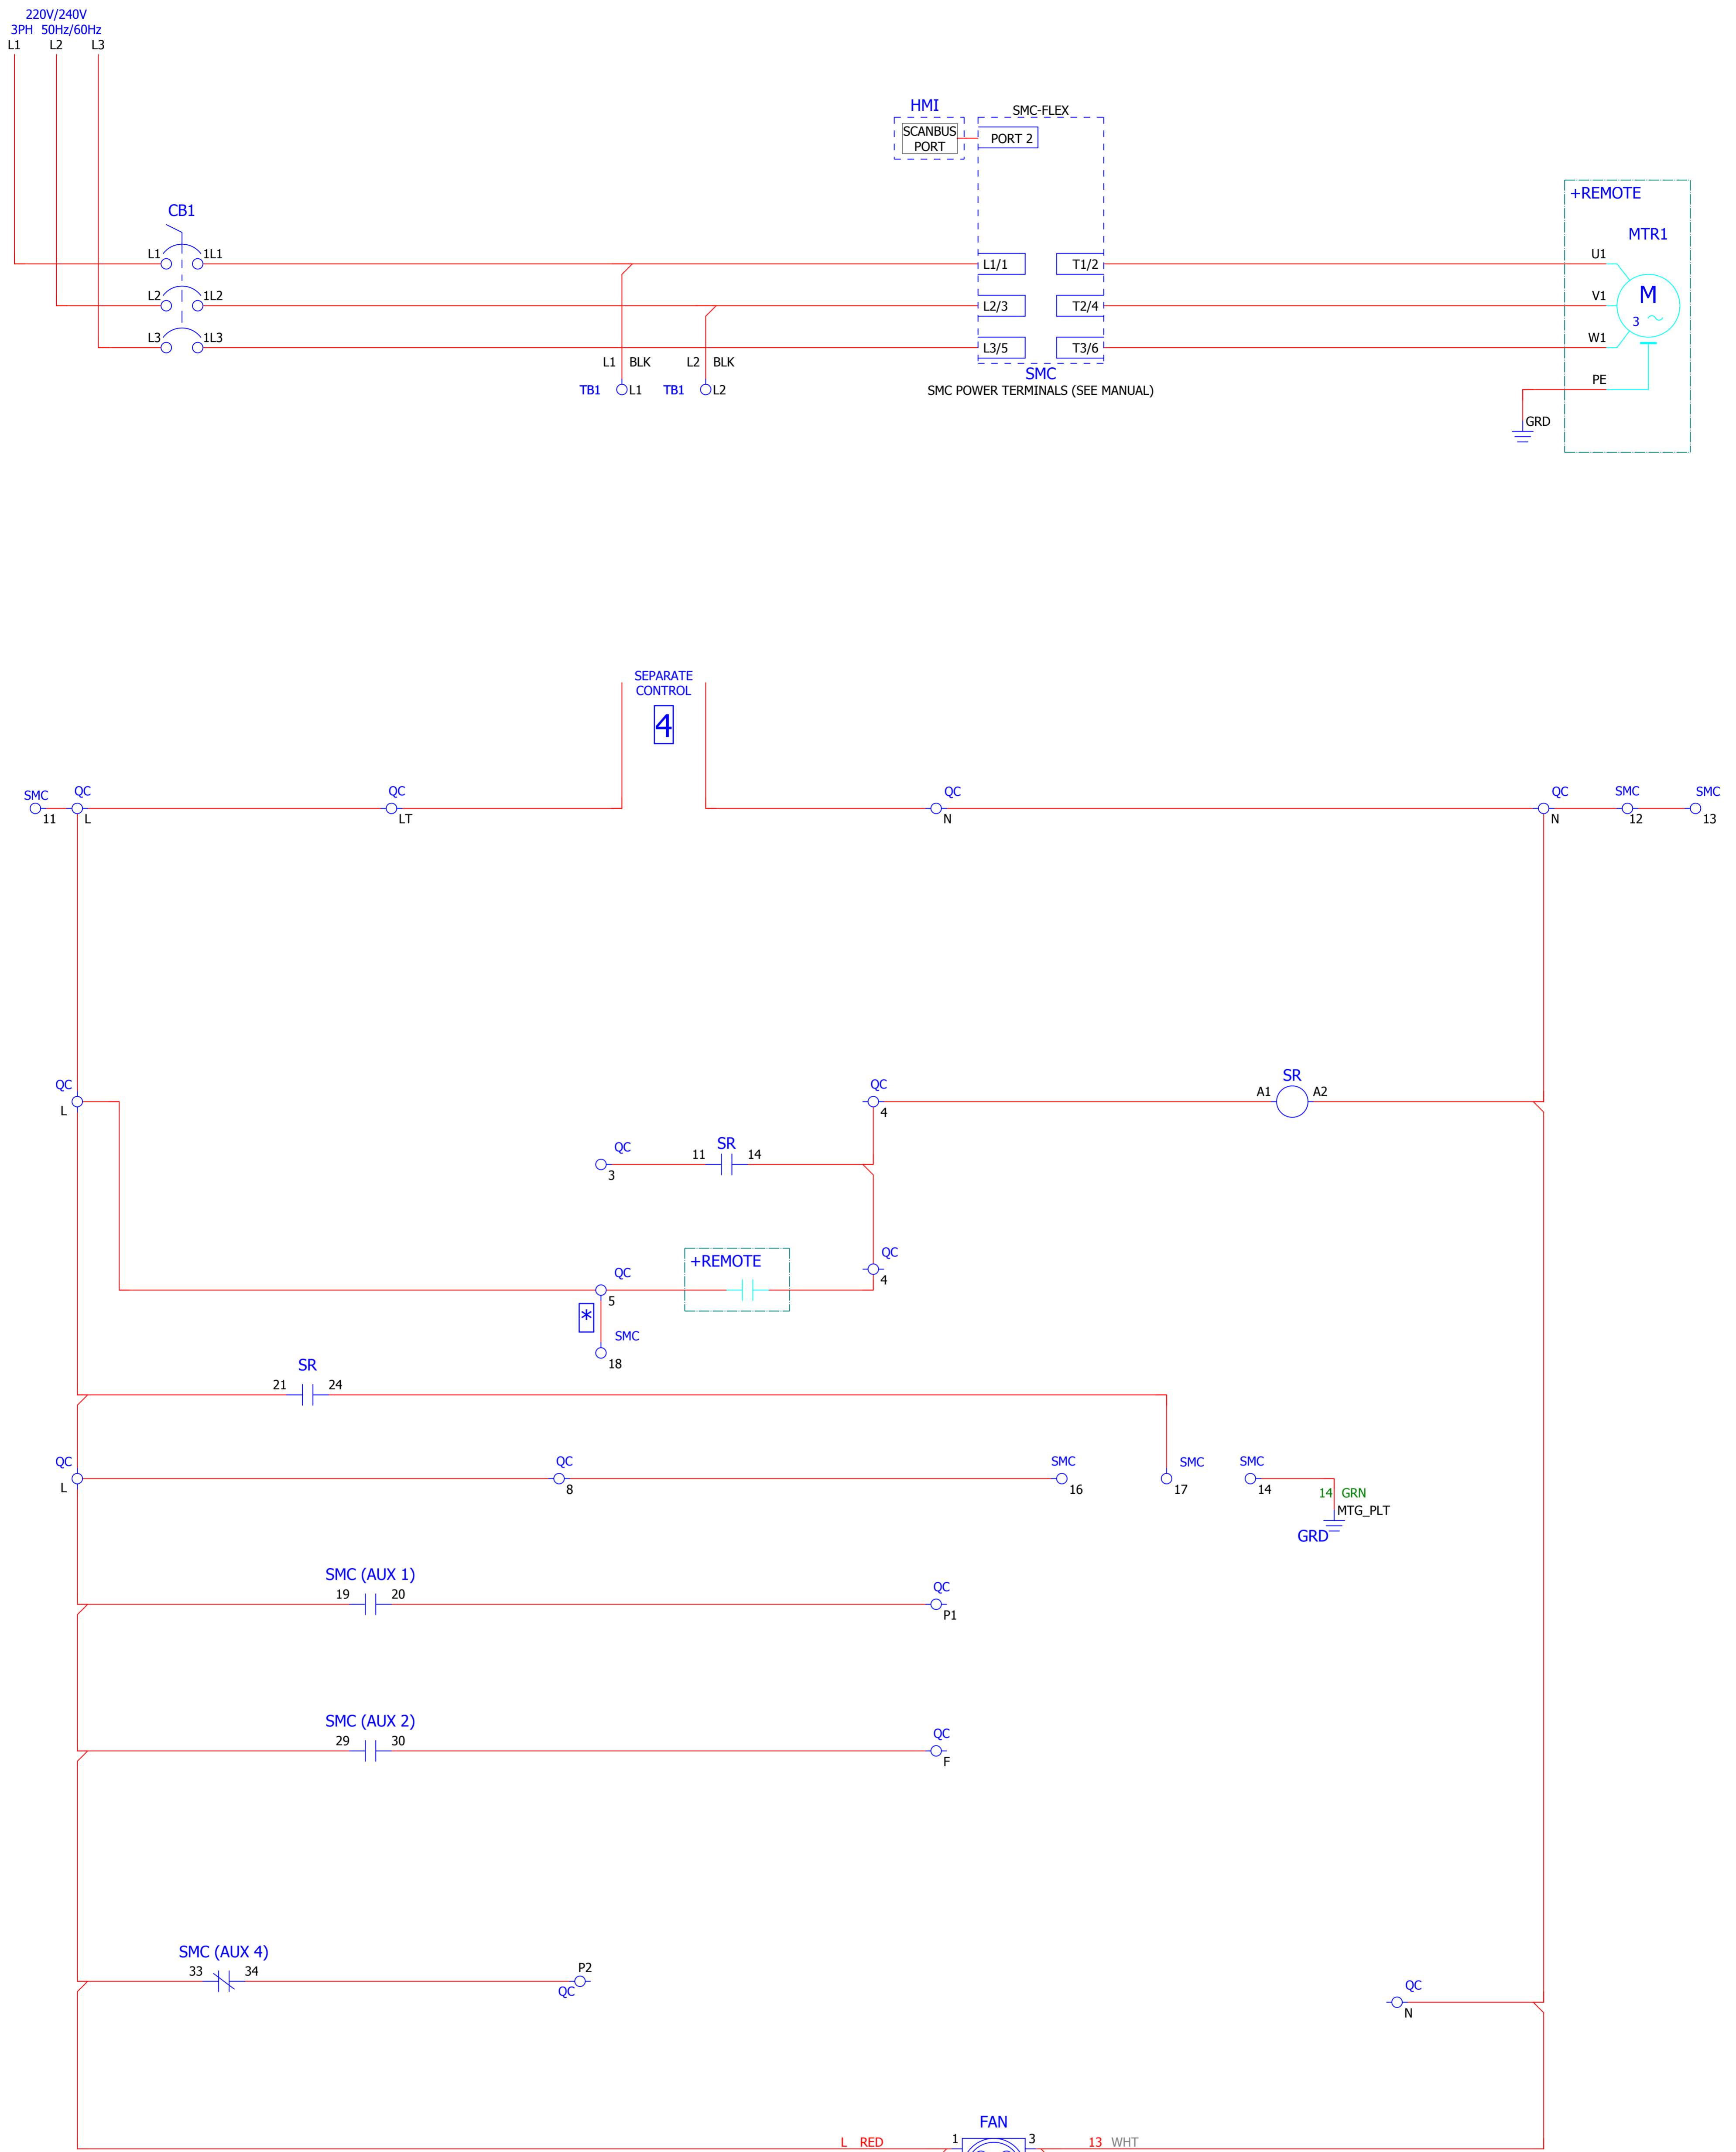 220V/240V
3PH 50Hz/60Hz
L1 L2 L3
HMI
SCANBUS
PORT
SMC-FLEX
PORT 2
+REMOTE
MTR1
CB1
L1 1L1
L1/1 T1/2
U1
L2 1L2
L2/3 T2/4
V1
M
3
L3 1L3
L3/5 T3/6
W1
L1 BLK L2 BLK
SMC
PE
TB1 L1 TB1 L2
SMC POWER TERMINALS (SEE MANUAL)
GRD
SEPARATE
CONTROL
4
SMC QC QC QC QC SMC SMC
11 L LT N N 12 13
QC QC SR
A1 A2
L 4
QC SR
11 14
3
QC
+REMOTE
4
QC
5
*
SMC
18
SR
21 24
QC QC SMC SMC SMC
L 8 16 17 14
14 GRN
MTG_PLT
GRD
SMC (AUX 1)
19 20
QC
P1
SMC (AUX 2)
29 30
QC
F
SMC (AUX 4)
33 34
P2
QC
QC
N
FAN
L RED 1 3 13 WHT